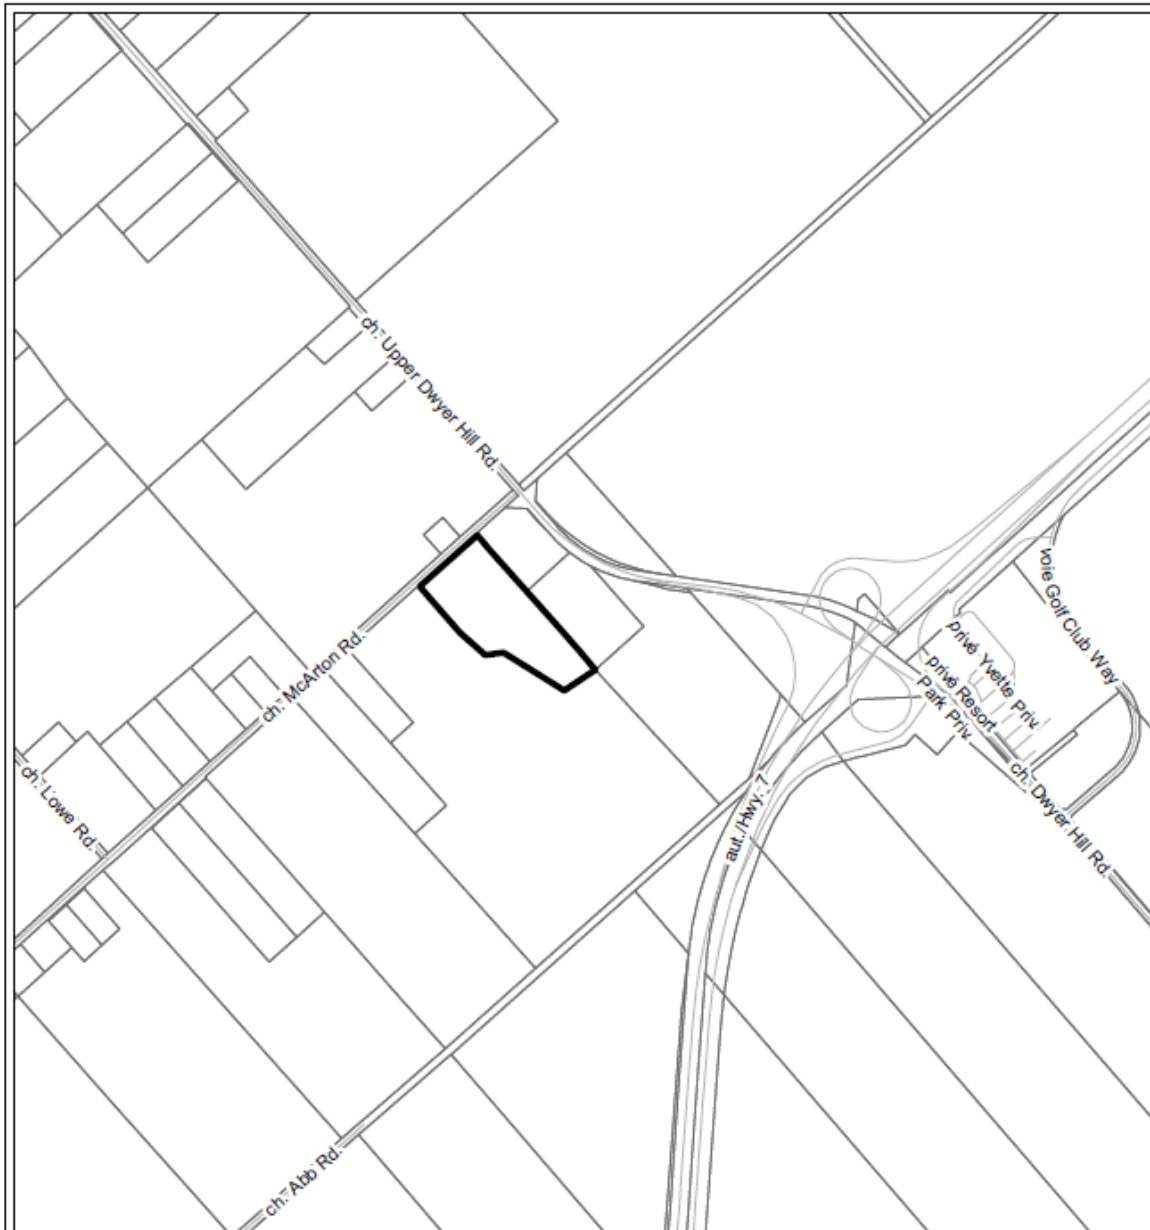 ch. Upper Dwyer Hill Rd.
voie Golf Club Way
privé Yvette Priv.
privé Resort
Park Priv.
ch. McArton Rd.
ch. Lowe Rd.
aut./Hwy. 7
ch. Dwyer Hill Rd.
ch. Abb Rd.